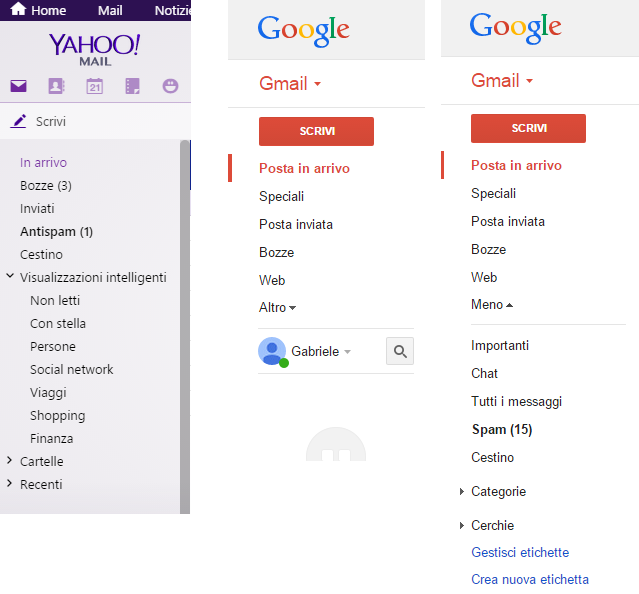 Home Mail Notizie
YAHOO!
MAIL
21
Scrivi
In arrivo
Bozze (3)
Inviati
Antispam (1)
Cestino
Visualizzazioni intelligenti
Non letti
Con stella
Persone
Social network
Viaggi
Shopping
Finanza
Cartelle
Recenti
Google
Gmail
SCRIVI
Posta in arrivo
Speciali
Posta inviata
Bozze
Web
Altro
Gabriele
Google
Gmail
SCRIVI
Posta in arrivo
Speciali
Posta inviata
Bozze
Web
Meno
Importanti
Chat
Tutti i messaggi
Spam (15)
Cestino
Categorie
Cerchie
Gestisci etichette
Crea nuova etichetta